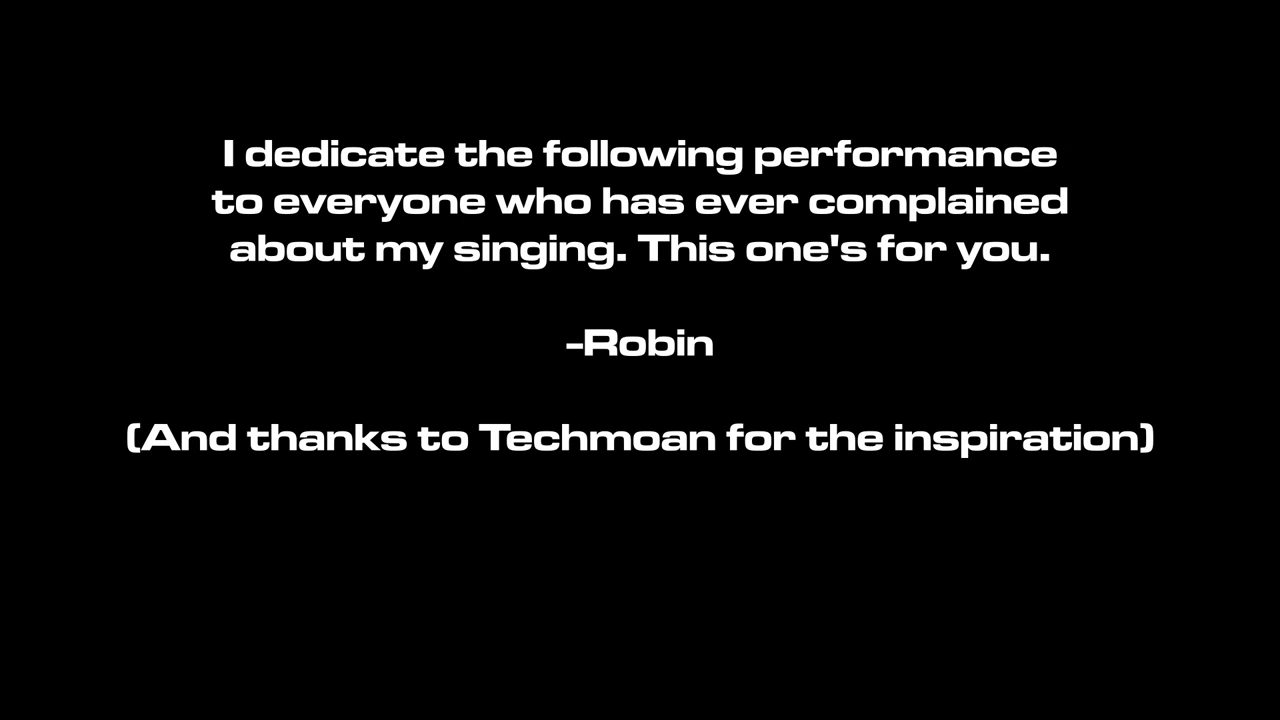 I dedicate the following performance
to everyone who has ever complained
about my singing. This one's for you.
-Robin
(And thanks to Techmoan for the inspiration)